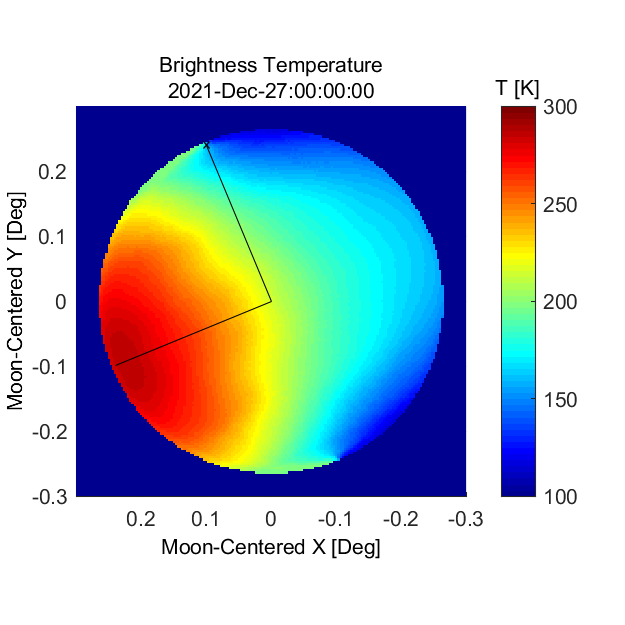 Brightness Temperature
2021-Dec-27:00:00:00
T [K]
300
250
200
150
100
Moon-Centered Y [Deg]
0.2
0.1
0
-0.1
-0.2
-0.3
0.2 0.1 0 -0.1 -0.2 -0.3
Moon-Centered X [Deg]